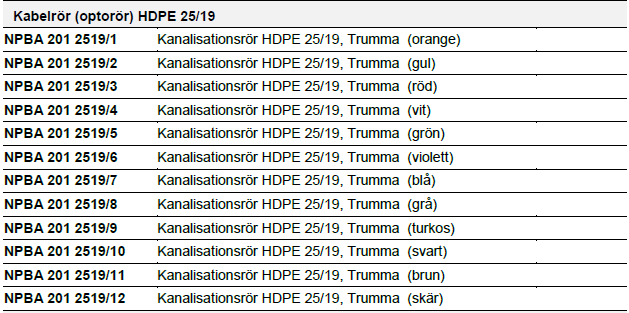 Kabelrör (optorör) HDPE 25/19
NPBA 201 2519/1 Kanalisationsrör HDPE 25/19, Trumma (orange)
NPBA 201 2519/2 Kanalisationsrör HDPE 25/19, Trumma (gul)
NPBA 201 2519/3 Kanalisationsrör HDPE 25/19, Trumma (röd)
NPBA 201 2519/4 Kanalisationsrör HDPE 25/19, Trumma (vit)
NPBA 201 2519/5 Kanalisationsrör HDPE 25/19, Trumma (grön)
NPBA 201 2519/6 Kanalisationsrör HDPE 25/19, Trumma (violett)
NPBA 201 2519/7 Kanalisationsrör HDPE 25/19, Trumma (blå)
NPBA 201 2519/8 Kanalisationsrör HDPE 25/19, Trumma (grå)
NPBA 201 2519/9 Kanalisationsrör HDPE 25/19, Trumma (turkos)
NPBA 201 2519/10 Kanalisationsrör HDPE 25/19, Trumma (svart)
NPBA 201 2519/11 Kanalisationsrör HDPE 25/19, Trumma (brun)
NPBA 201 2519/12 Kanalisationsrör HDPE 25/19, Trumma (skär)